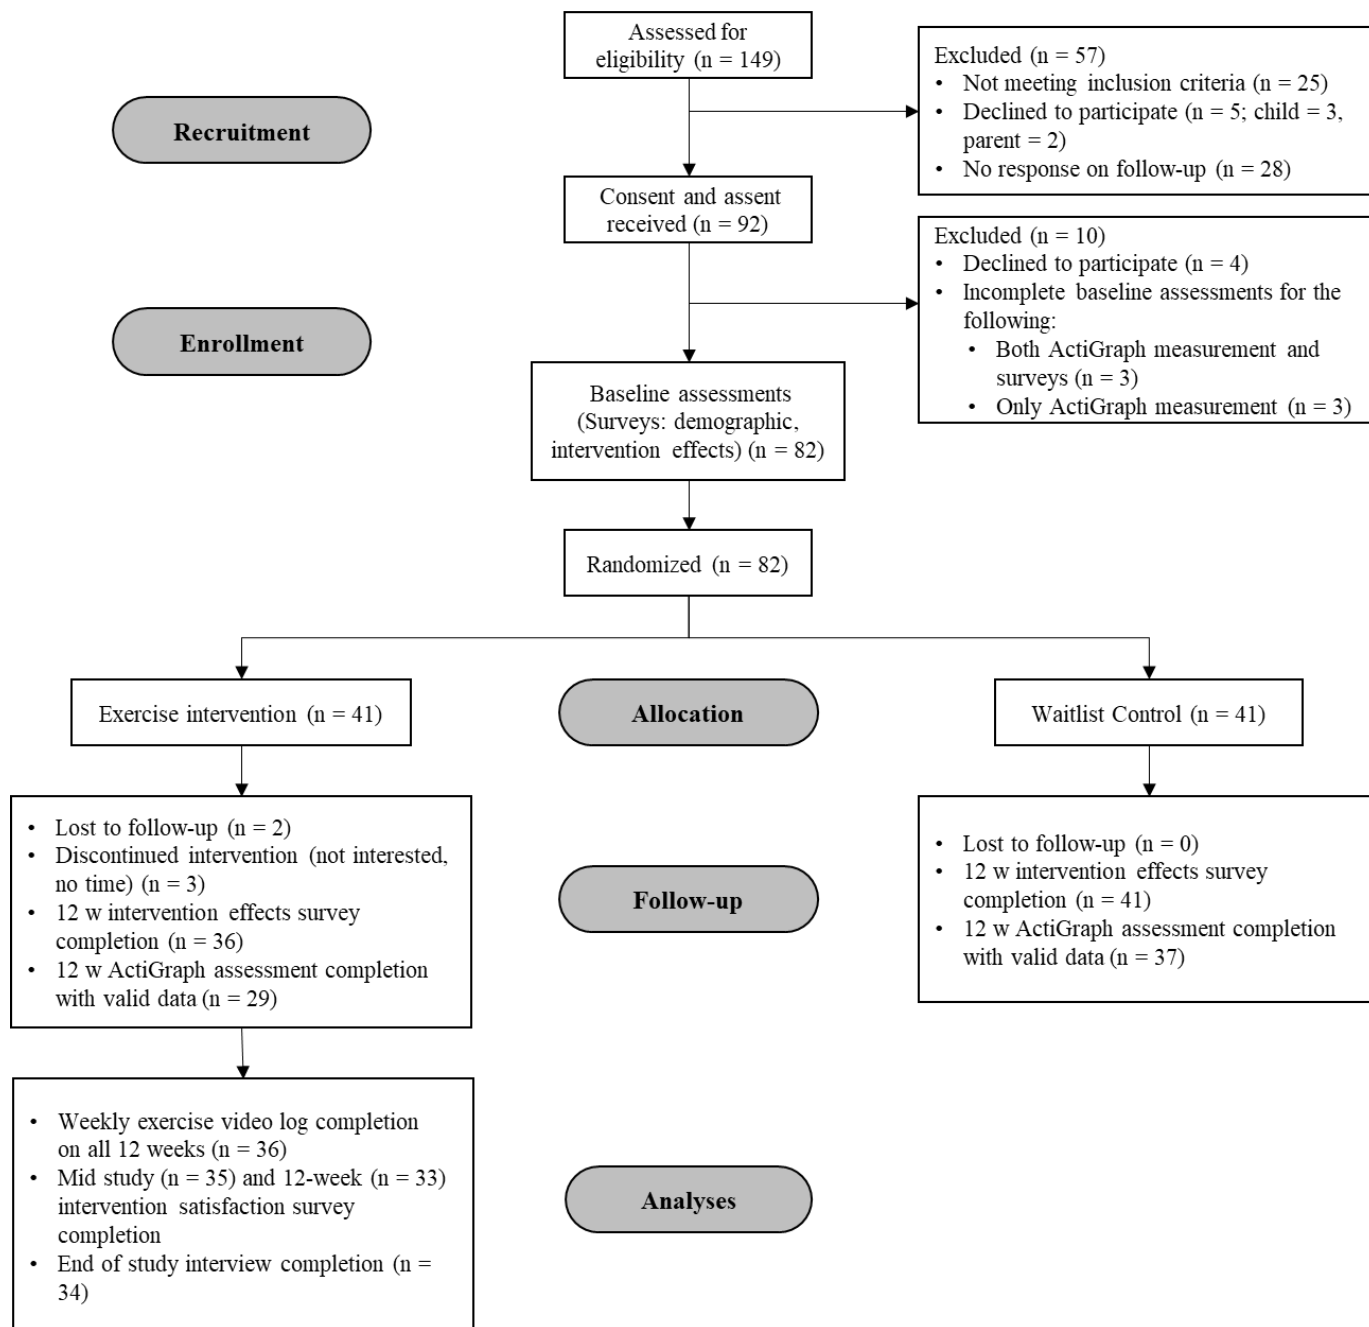 Assessed for
eligibility (n = 149)
Excluded (n = 57)
• Not meeting inclusion criteria (n = 25)
• Declined to participate (n = 5; child = 3,
parent = 2)
• No response on follow-up (n = 28)
Recruitment
Consent and assent
received (n = 92)
Excluded (n = 10)
• Declined to participate (n = 4)
• Incomplete baseline assessments for the
following:
• Both ActiGraph measurement and
surveys (n = 3)
• Only ActiGraph measurement (n = 3)
Enrollment
Baseline assessments
(Surveys: demographic,
intervention effects) (n = 82)
Randomized (n = 82)
Exercise intervention (n = 41)
Allocation
Waitlist Control (n = 41)
• Lost to follow-up (n = 2)
• Discontinued intervention (not interested,
no time) (n = 3)
• 12 w intervention effects survey
completion (n = 36)
• 12 w ActiGraph assessment completion
with valid data (n = 29)
Follow-up
• Lost to follow-up (n = 0)
• 12 w intervention effects survey
completion (n = 41)
• 12 w ActiGraph assessment completion
with valid data (n = 37)
• Weekly exercise video log completion
on all 12 weeks (n = 36)
• Mid study (n = 35) and 12-week (n = 33)
intervention satisfaction survey
completion
• End of study interview completion (n =
34)
Analyses